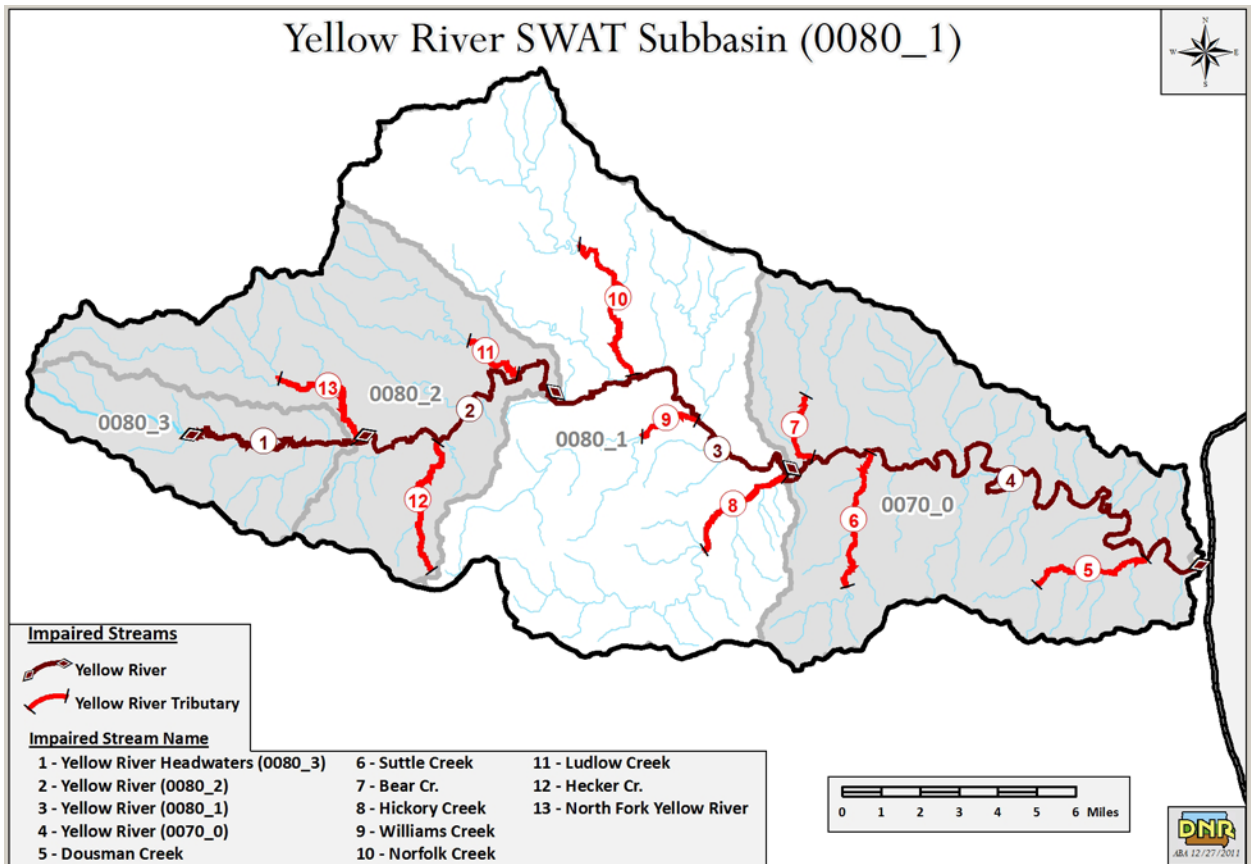 Yellow River SWAT Subbasin (0080_1)
N
W
E
S
10
11
13
0080_2
2
9
7
0080_3
1
0080_1
3
4
12
8
6
0070_0
5
Impaired Streams
Yellow River
Yellow River Tributary
Impaired Stream Name
1 - Yellow River Headwaters (0080_3)
2 - Yellow River (0080_2)
3 - Yellow River (0080_1)
4 - Yellow River (0070_0)
5 - Dousman Creek
6 - Suttle Creek
7 - Bear Cr.
8 - Hickory Creek
9 - Williams Creek
10 - Norfolk Creek
11 - Ludlow Creek
12 - Hecker Cr.
13 - North Fork Yellow River
0 1 2 3 4 5 6 Miles
DNR
ABA 12/27/2011